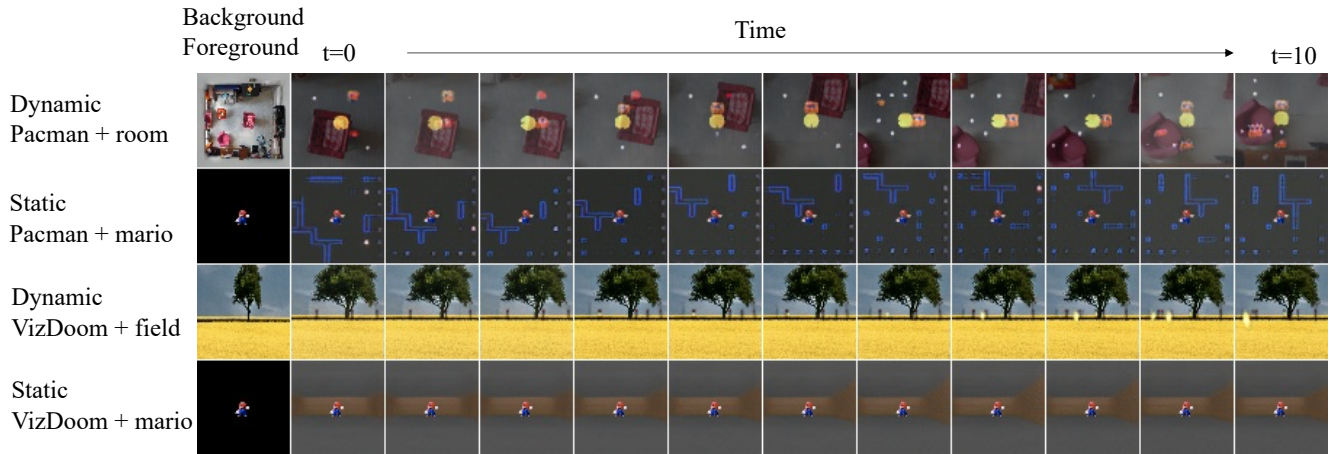 Background
Foreground
t=0
Time
t=10
Dynamic
Pacman + room
Static
Pacman + mario
Dynamic
VizDoom + field
Static
VizDoom + mario